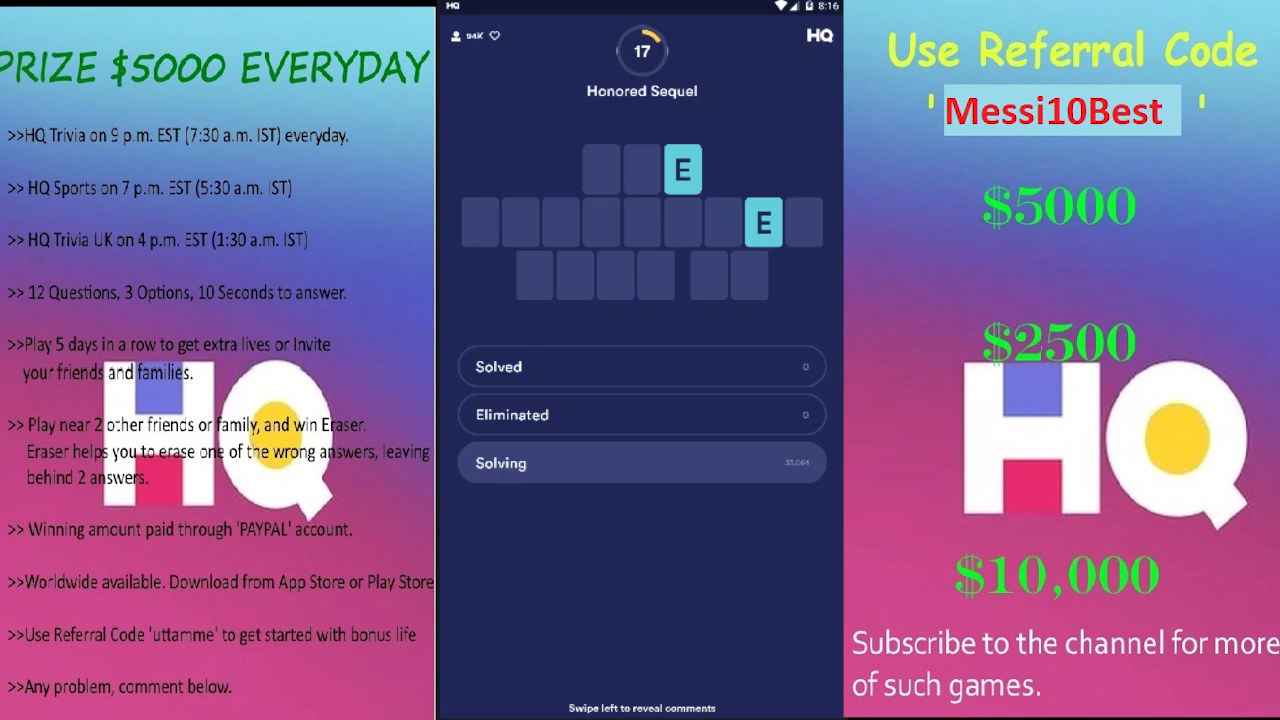 PRIZE $5000 EVERYDAY
>>HQ Trivia on 9 p.m. EST (7:30 a.m. IST) everyday.
>> HQ Sports on 7 p.m. EST (5:30 a.m. IST)
>> HQ Trivia UK on 4 p.m. EST (1:30 a.m. IST)
>> 12 Questions, 3 Options, 10 Seconds to answer.
>>Play 5 days in a row to get extra lives or Invite
your friends and families.
>> Play near 2 other friends or family, and win Eraser.
Eraser helps you to erase one of the wrong answers, leaving
behind 2 answers.
>> Winning amount paid through 'PAYPAL' account.
>>Worldwide available. Download from App Store or Play Store
>>Use Referral Code 'uttamme' to get started with bonus life
>>Any problem, comment below.
HQ
HQ 8:16
94K HQ
17
Honored Sequel
E
E
Solved 0
Eliminated 0
Solving
Swipe left to reveal comments
Use Referral Code
' Messi10Best '
$5000
$2500
HQ
$10,000
Subscribe to the channel for more
of such games.